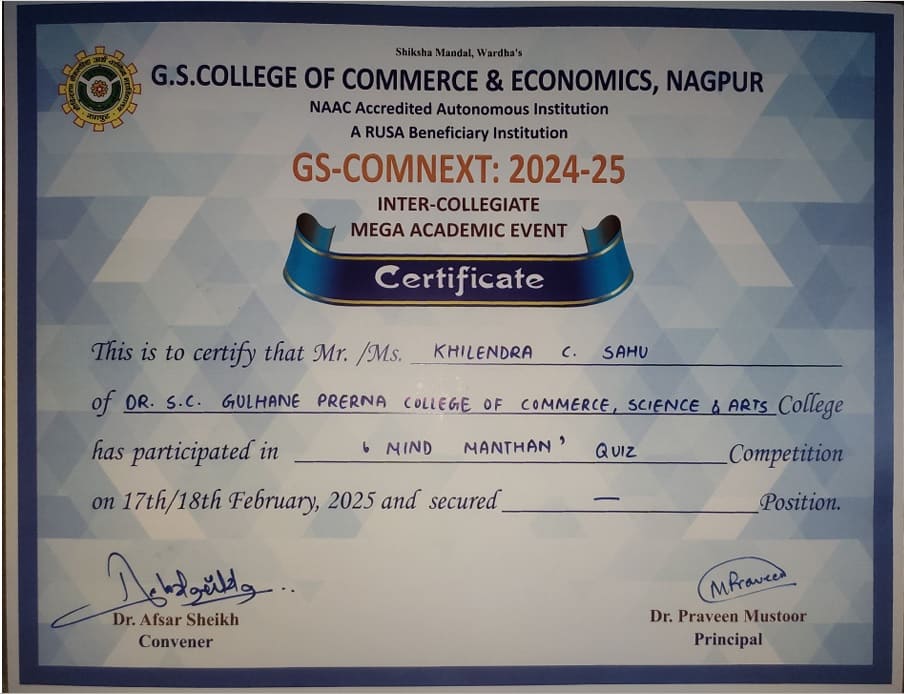 Shiksha Mandal, Wardha's
G.S.COLLEGE OF COMMERCE & ECONOMICS, NAGPUR
NAAC Accredited Autonomous Institution
A RUSA Beneficiary Institution
GS-COMNEXT: 2024-25
INTER-COLLEGIATE
MEGA ACADEMIC EVENT
Certificate
This is to certify that Mr. /Ms. KHILENDRA C. SAHU
of DR. S.C. GULHANE PRERNA COLLEGE OF COMMERCE, SCIENCE & ARTS College
has participated in ‘MIND MANTHAN’ QUIZ Competition
on 17th/18th February, 2025 and secured — Position.
MPraveen
Dr. Afsar Sheikh Dr. Praveen Mustoor
Convener Principal